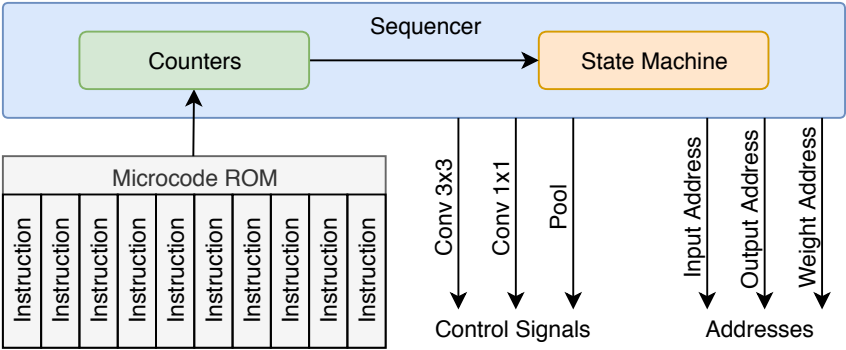 Sequencer
Counters
State Machine
Microcode ROM
Instruction
Instruction
Instruction
Instruction
Instruction
Instruction
Instruction
Instruction
Instruction
Instruction
Conv 3x3
Conv 1x1
Pool
Input Address
Output Address
Weight Address
Control Signals
Addresses